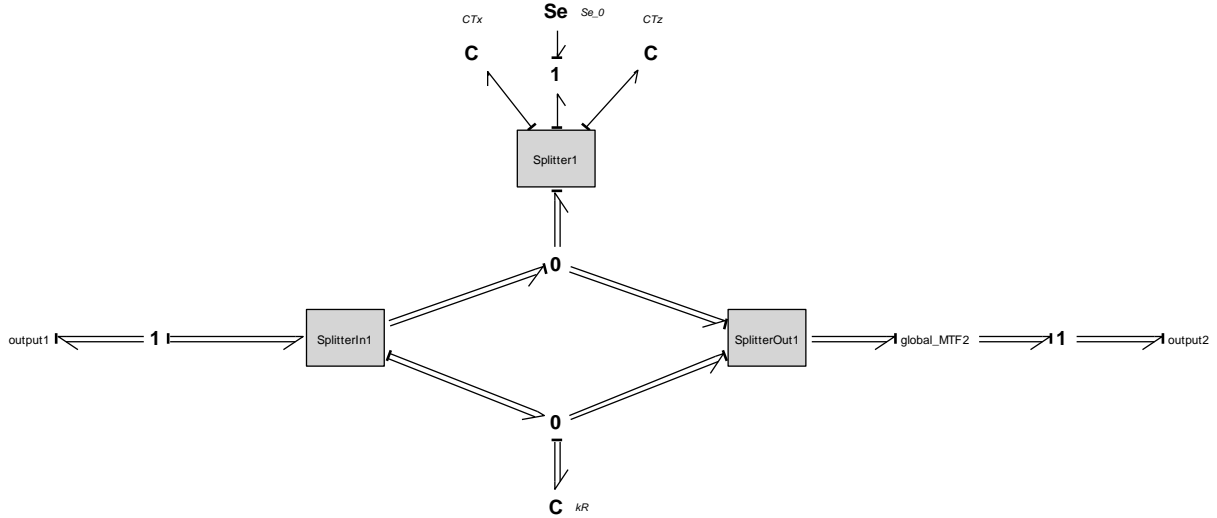 Se Se_0
CTx
CTz
C
C
1
Splitter1
0
output1
1
SplitterIn1
SplitterOut1
global_MTF2
1
output2
0
C kR